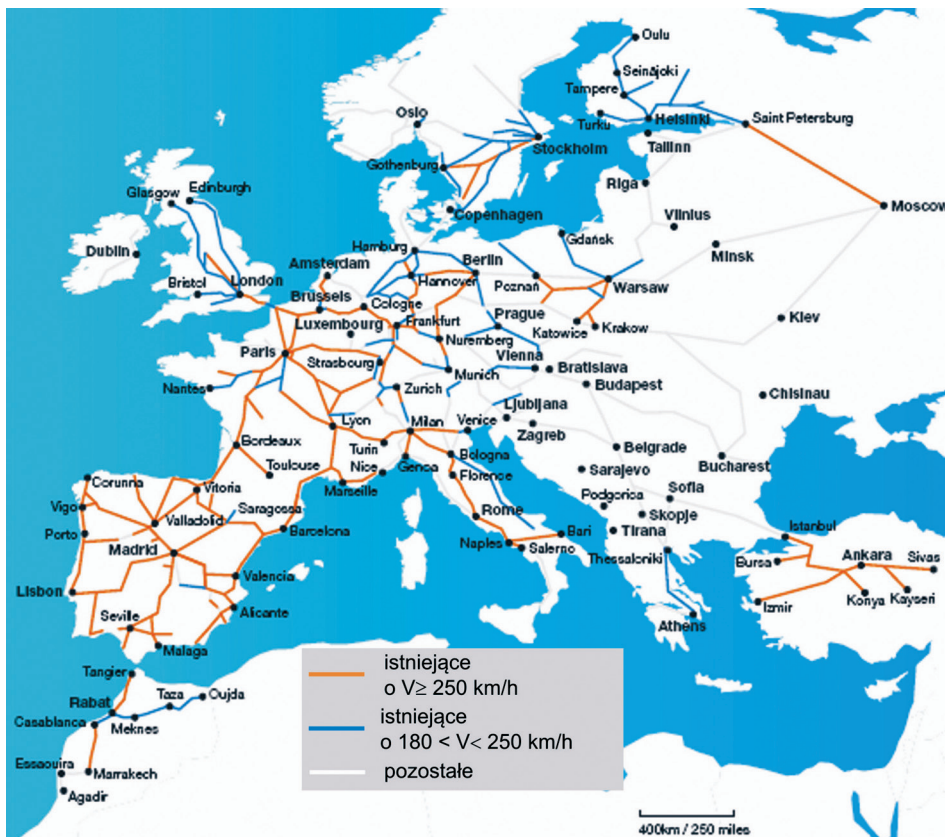 Oulu
Seinäjoki
Tampere
Turku
Helsinki
Saint Petersburg
Oslo
Stockholm
Tallinn
Gothenburg
Riga
Moscow
Glasgow
Edinburgh
Copenhagen
Vilnius
Gdańsk
Minsk
Dublin
Hamburg
Berlin
Amsterdam
Hannover
Poznań
Warsaw
London
Bristol
Brussels
Cologne
Luxembourg
Frankfurt
Prague
Katowice
Krakow
Kiev
Nuremberg
Paris
Strasbourg
Vienna
Bratislava
Munich
Budapest
Nantes
Zurich
Chisinau
Ljubljana
Lyon
Milan
Venice
Zagreb
Bordeaux
Turin
Bologna
Belgrade
Toulouse
Nice
Genoa
Florence
Sarajevo
Bucharest
Corunna
Vitoria
Marseille
Podgorica
Sofia
Vigo
Saragossa
Rome
Skopje
Valladolid
Porto
Barcelona
Bari
Tirana
Istanbul
Madrid
Naples
Salerno
Thessaloniki
Bursa
Ankara
Sivas
Valencia
Lisbon
Alicante
Izmir
Konya
Kayseri
Seville
Athens
Malaga
Tangier
Taza
Oujda
Rabat
Casablanca
Meknes
Essaouira
Marrakech
Agadir
istniejące
o V≥ 250 km/h
istniejące
o 180 < V< 250 km/h
pozostałe
400km / 250 miles